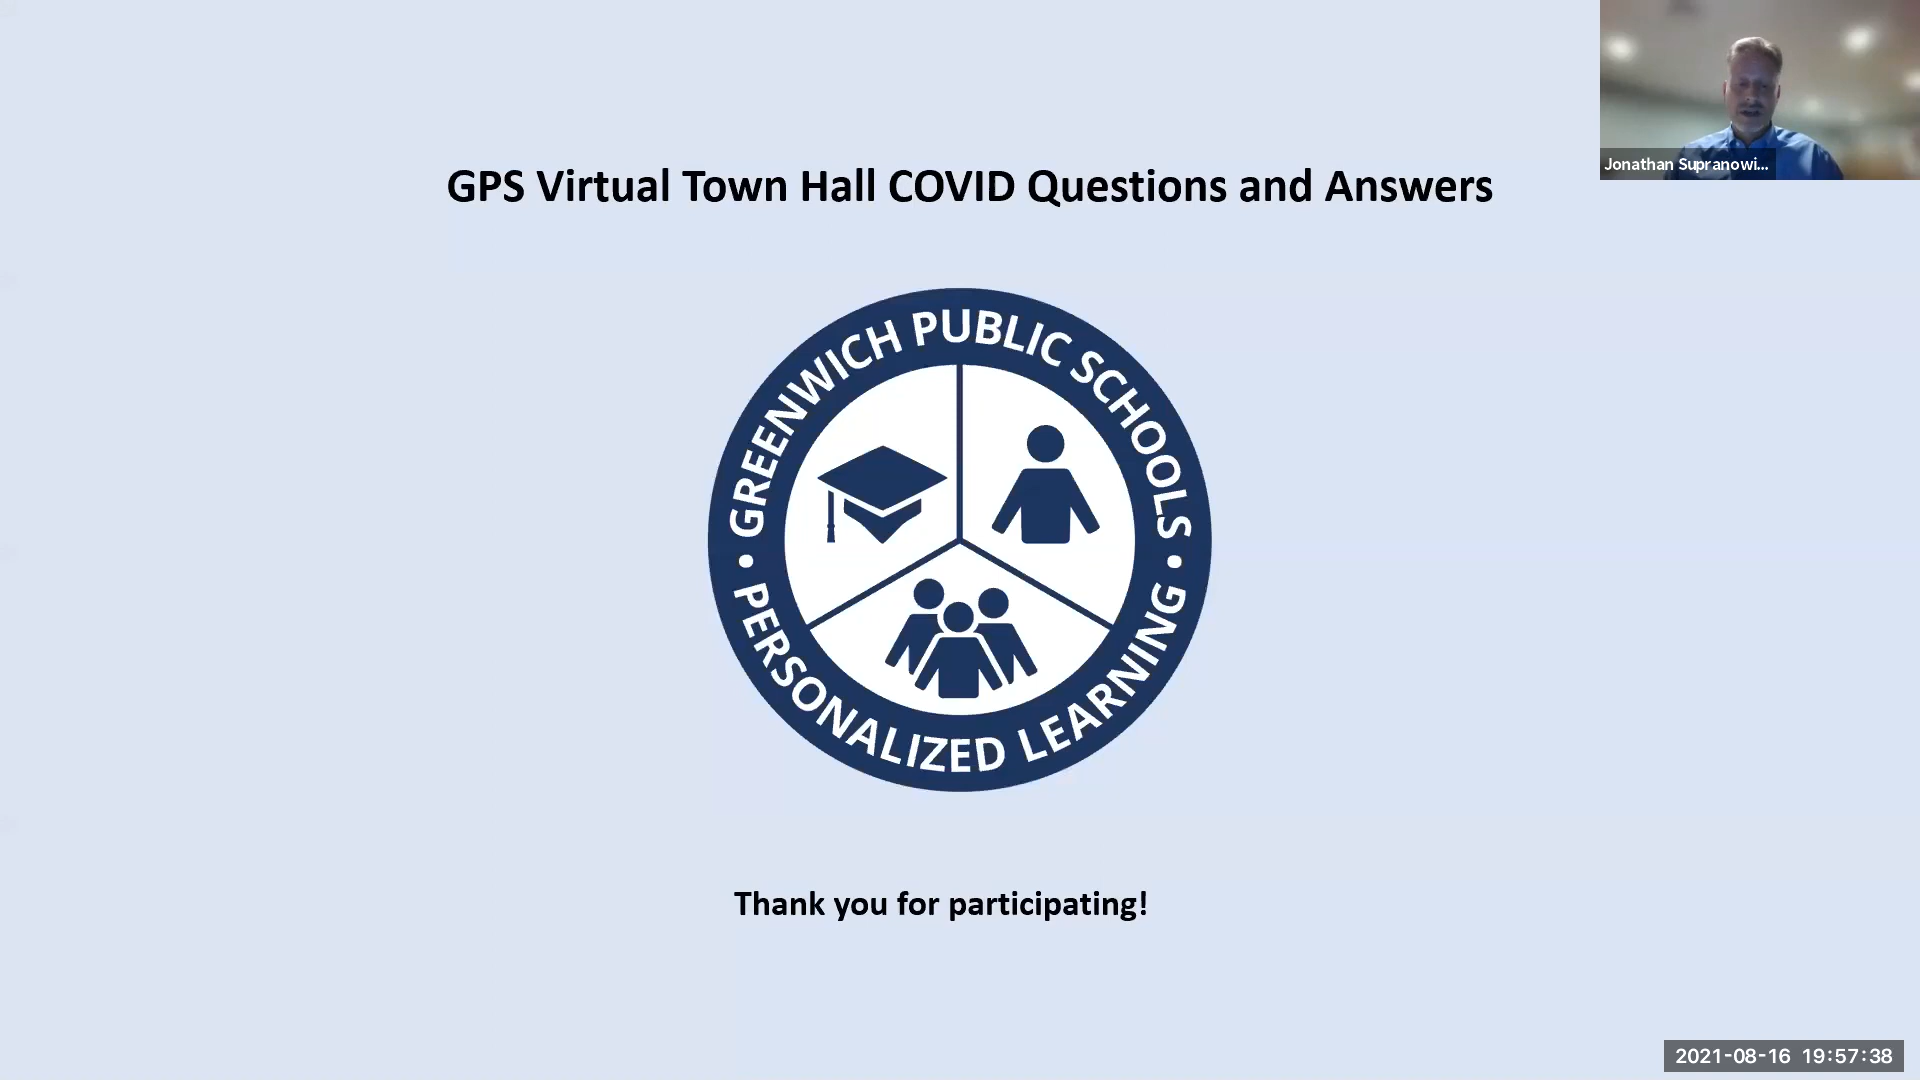 Jonathan Supranowi...
GPS Virtual Town Hall COVID Questions and Answers
GREENWICH PUBLIC SCHOOLS
• PERSONALIZED LEARNING •
Thank you for participating!
2021-08-16 19:57:38